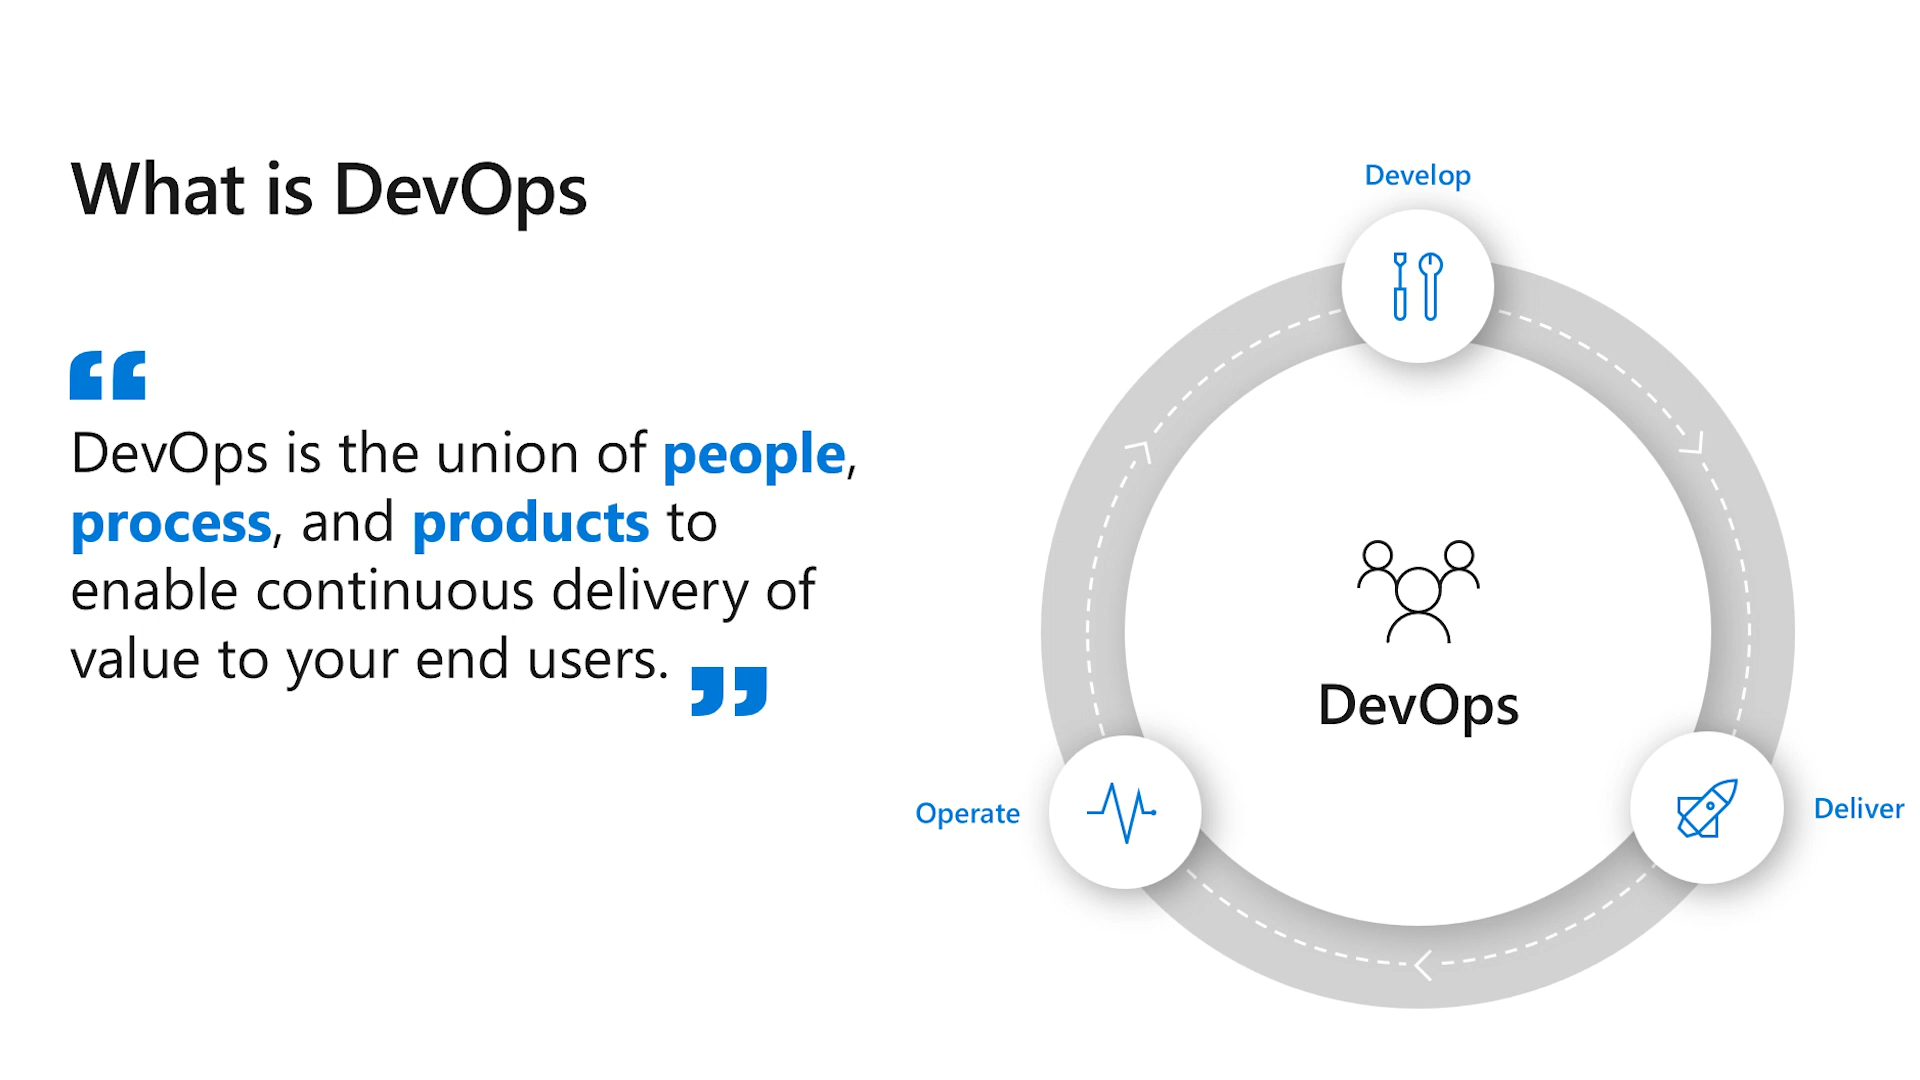 What is DevOps
“
DevOps is the union of people,
process, and products to
enable continuous delivery of
value to your end users. ”
Develop
DevOps
Operate
Deliver